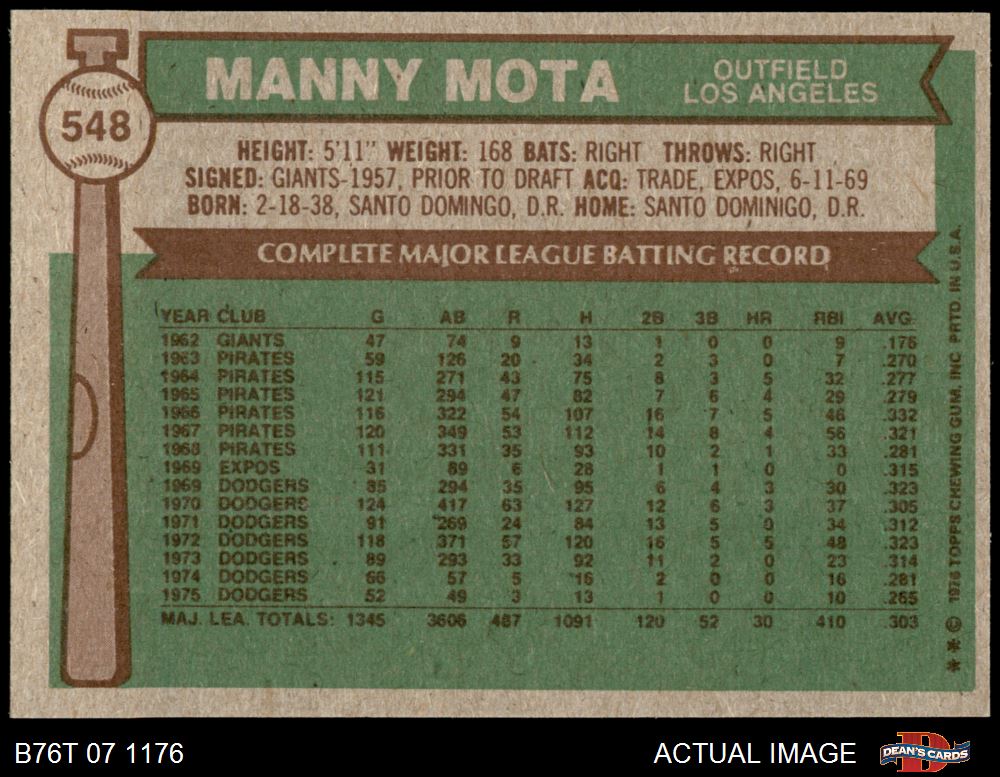 MANNY MOTA
OUTFIELD
LOS ANGELES
548
HEIGHT: 5'11" WEIGHT: 168 BATS: RIGHT THROWS: RIGHT
SIGNED: GIANTS-1957, PRIOR TO DRAFT ACQ: TRADE, EXPOS, 6-11-69
BORN: 2-18-38, SANTO DOMINGO, D.R. HOME: SANTO DOMINIGO, D.R.
COMPLETE MAJOR LEAGUE BATTING RECORD
YEAR CLUB G AB R H 2B 3B HR RBI AVG.
1962 GIANTS 47 74 9 13 1 0 0 9 .176
1963 PIRATES 59 126 20 34 2 3 0 7 .270
1964 PIRATES 115 271 43 75 8 3 5 32 .277
1965 PIRATES 121 294 47 82 7 6 4 29 .279
1966 PIRATES 116 322 54 107 16 7 5 46 .332
1967 PIRATES 120 349 53 112 14 8 4 56 .321
1968 PIRATES 111 331 35 93 10 2 1 33 .281
1969 EXPOS 31 89 6 28 1 1 0 0 .315
1969 DODGERS 85 294 35 95 6 4 3 30 .323
1970 DODGERS 124 417 63 127 12 6 3 37 .305
1971 DODGERS 91 269 24 84 13 5 0 34 .312
1972 DODGERS 118 371 57 120 16 5 5 48 .323
1973 DODGERS 89 293 33 92 11 2 0 23 .314
1974 DODGERS 66 57 5 16 2 0 0 16 .281
1975 DODGERS 52 49 3 13 1 0 0 10 .265
MAJ. LEA. TOTALS: 1345 3606 487 1091 120 52 30 410 .303
** © 1976 TOPPS CHEWING GUM, INC. PRTD. IN U.S.A.
B76T 07 1176
ACTUAL IMAGE
DEAN'S CARDS